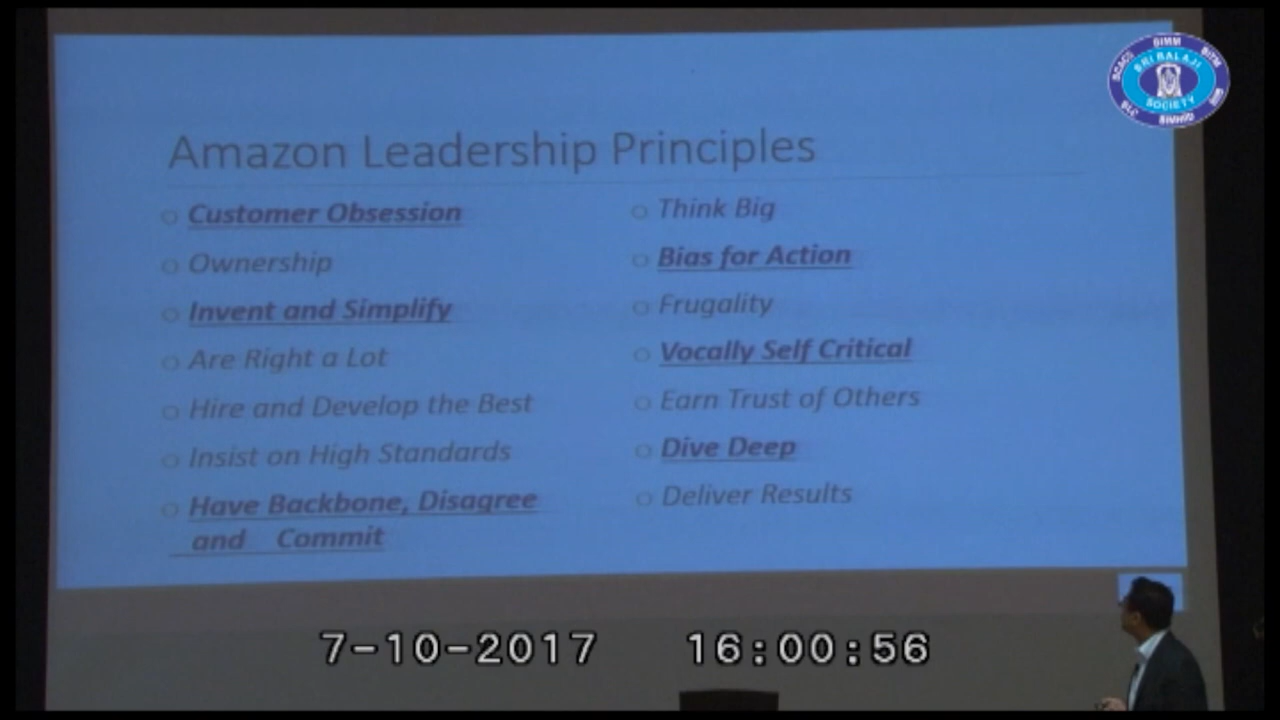 BIMM
SRI BALAJI
SOCIETY
Amazon Leadership Principles
Customer Obsession
Ownership
Invent and Simplify
Are Right a Lot
Hire and Develop the Best
Insist on High Standards
Have Backbone, Disagree
and Commit
Think Big
Bias for Action
Frugality
Vocally Self Critical
Earn Trust of Others
Dive Deep
Deliver Results
7-10-2017 16:00:56